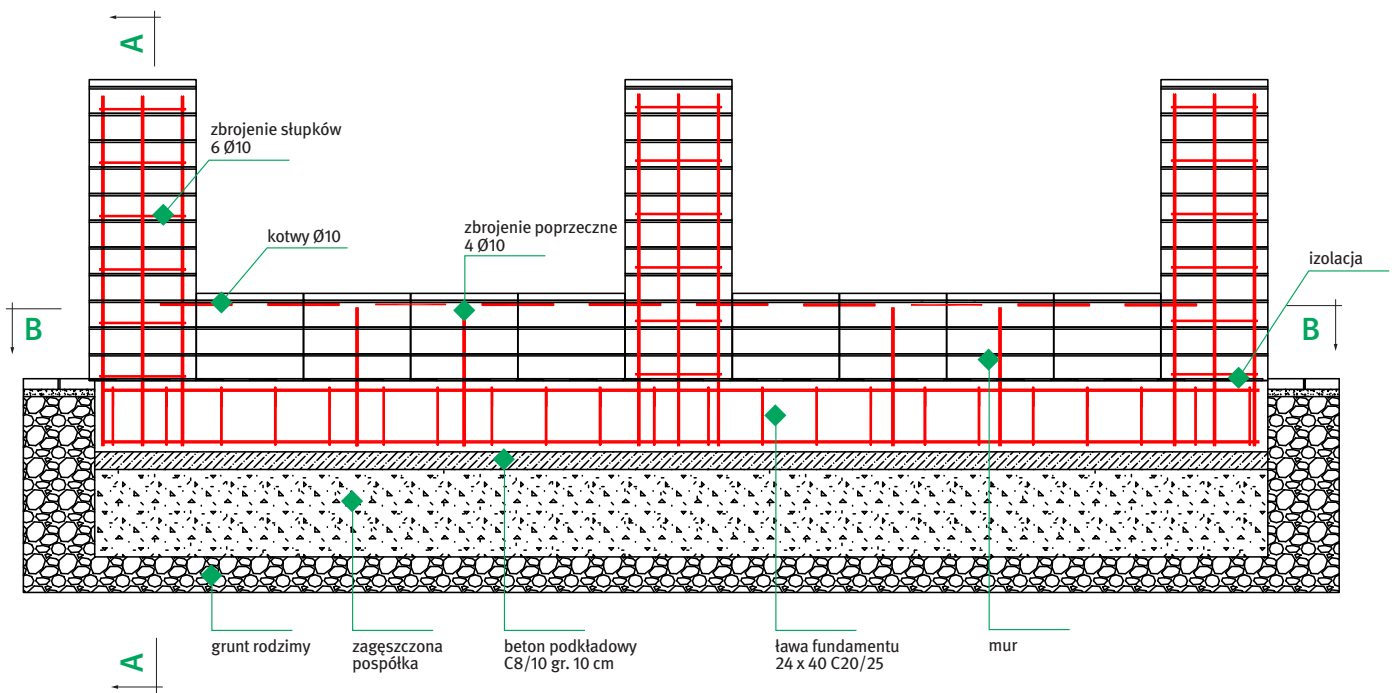 A
zbrojenie słupków
6 Ø10
kotwy Ø10
zbrojenie poprzeczne
4 Ø10
izolacja
B
B
grunt rodzimy
zagęszczona
pospółka
beton podkładowy
C8/10 gr. 10 cm
ława fundamentu
24 x 40 C20/25
mur
A